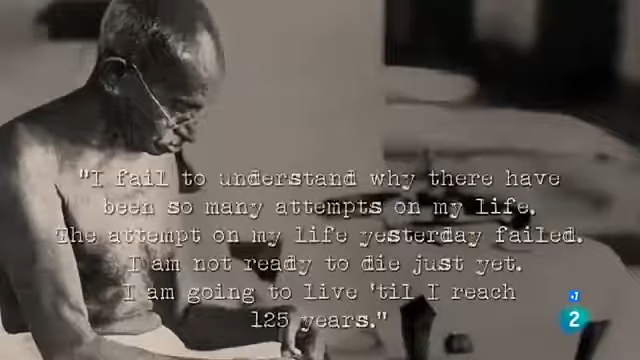 "I fail to understand why there have
been so many attempts on my life.
The attempt on my life yesterday failed.
I am not ready to die just yet.
I am going to live 'til I reach
125 years."
+7
2